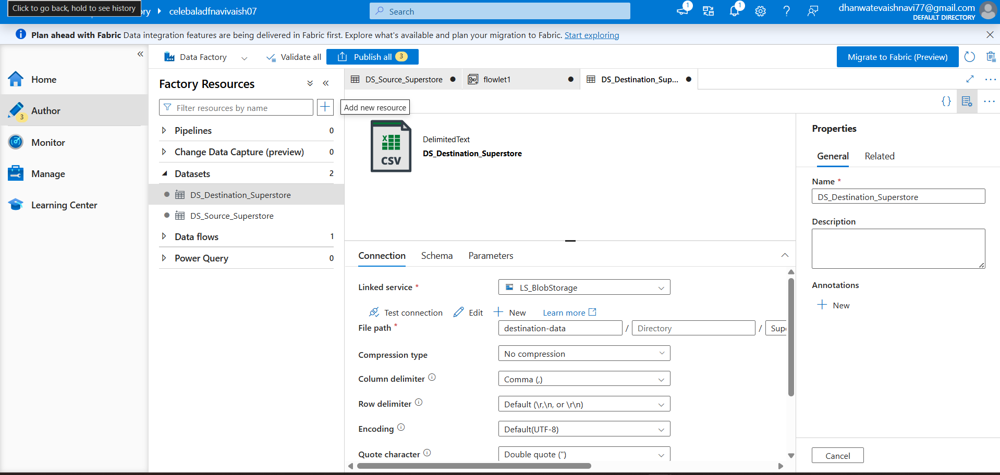 Click to go back, hold to see history
ry
celebaladfnavivaish07
Search
1
1
dhanwatevaishnavi77@gmail.com
DEFAULT DIRECTORY
Plan ahead with Fabric Data integration features are being delivered in Fabric first. Explore what's available and plan your migration to Fabric. Start exploring
Data Factory
Validate all
Publish all 3
Migrate to Fabric (Preview)
Home
Author
3
Monitor
Manage
Learning Center
Factory Resources
Filter resources by name
Add new resource
Pipelines 0
Change Data Capture (preview) 0
Datasets 2
DS_Destination_Superstore
DS_Source_Superstore
Data flows 1
Power Query 0
DS_Source_Superstore
flowlet1
DS_Destination_Sup...
X
CSV
DelimitedText
DS_Destination_Superstore
Connection
Schema
Parameters
Linked service *
LS_BlobStorage
Test connection
Edit
New
Learn more
File path *
destination-data / Directory / Sup
Compression type
No compression
Column delimiter
Comma (,)
Row delimiter
Default (\r,\n, or \r\n)
Encoding
Default(UTF-8)
Quote character
Double quote (")
Properties
General
Related
Name *
DS_Destination_Superstore
Description
Annotations
New
Cancel